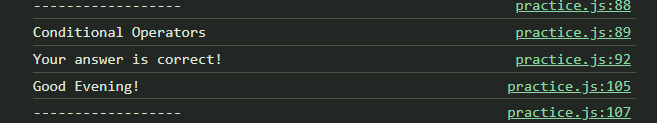 ------------------ practice.js:88
Conditional Operators practice.js:89
Your answer is correct! practice.js:92
Good Evening! practice.js:105
------------------ practice.js:107